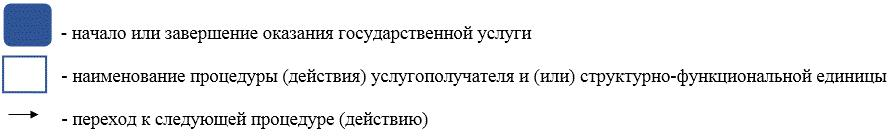 - начало или завершение оказания государственной услуги
- наименование процедуры (действия) услугополучателя и (или) структурно-функциональной единицы
- переход к следующей процедуре (действию)